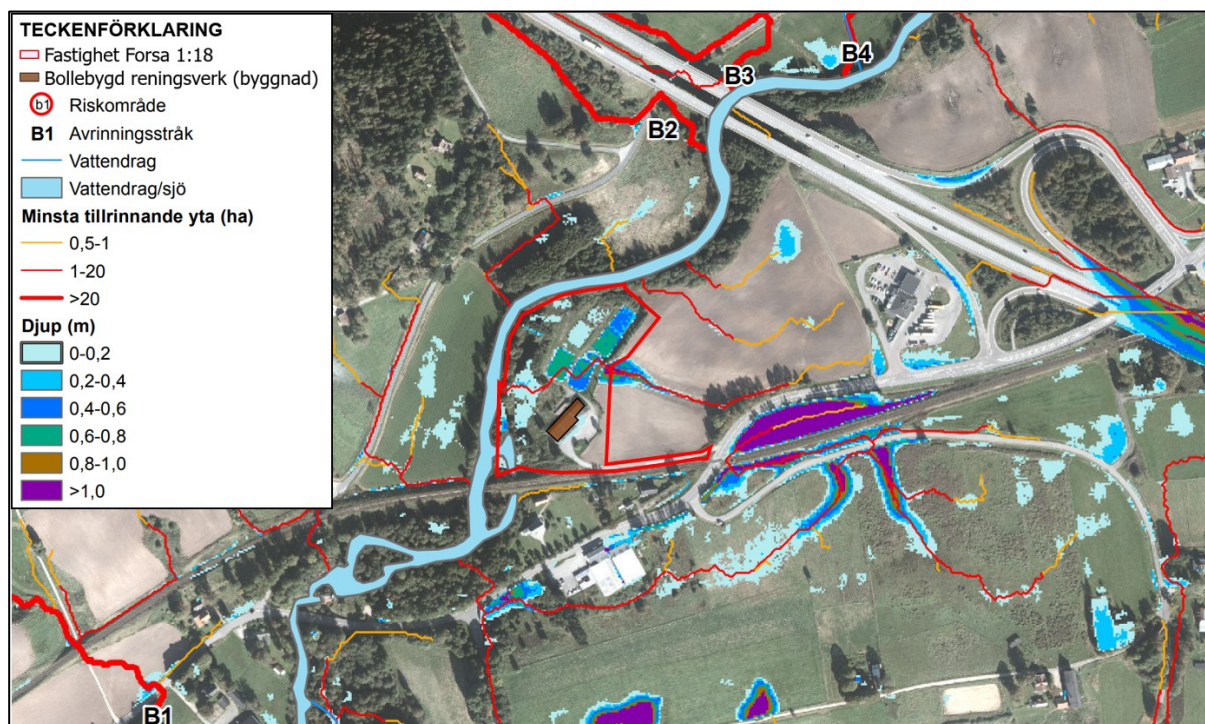 TECKENFÖRKLARING
Fastighet Forsa 1:18
Bollebygd reningsverk (byggnad)
b1 Riskområde
B1 Avrinningsstråk
Vattendrag
Vattendrag/sjö
Minsta tillrinnande yta (ha)
0,5-1
1-20
>20
Djup (m)
0-0,2
0,2-0,4
0,4-0,6
0,6-0,8
0,8-1,0
>1,0
B4
B3
B2
B1